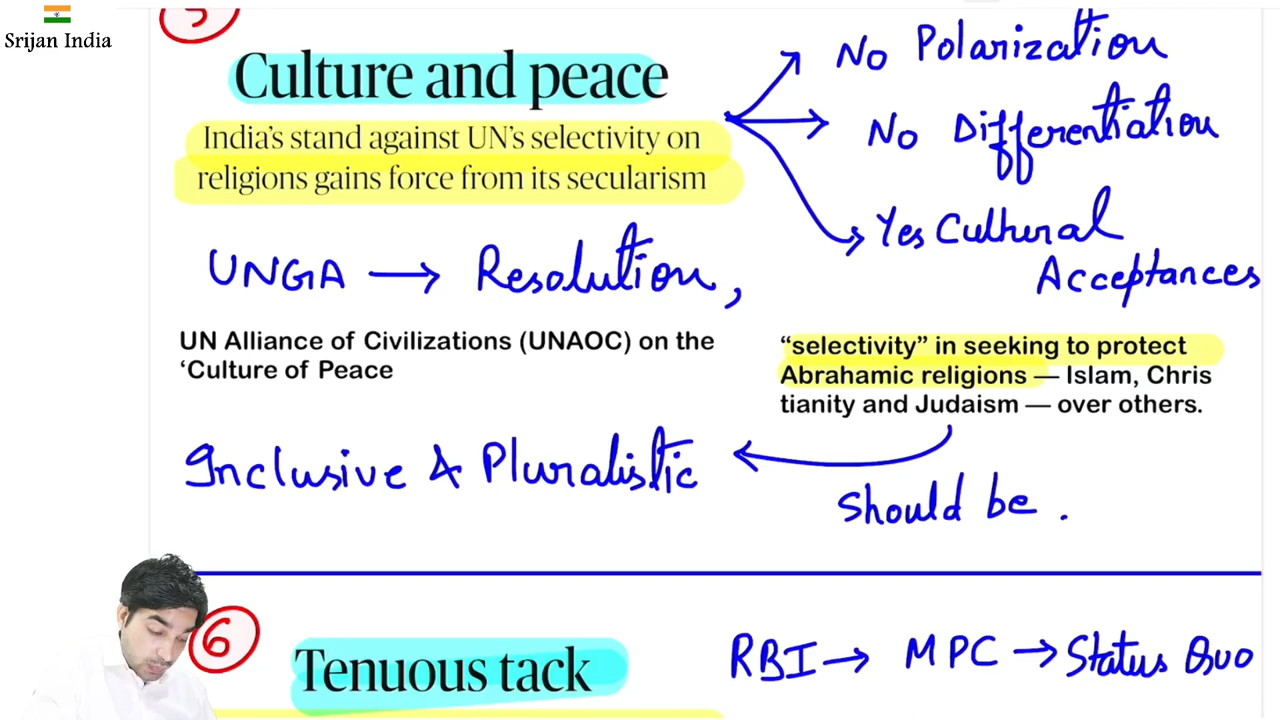 Srijan India
5
Culture and peace
India's stand against UN's selectivity on
religions gains force from its secularism
No Polarization
No Differentiation
Yes Cultural
Acceptances
UNGA → Resolution,
UN Alliance of Civilizations (UNAOC) on the
‘Culture of Peace
“selectivity” in seeking to protect
Abrahamic religions — Islam, Chris
tianity and Judaism — over others.
Inclusive & Pluralistic
Should be .
6
Tenuous tack
RBI → MPC → Status Quo